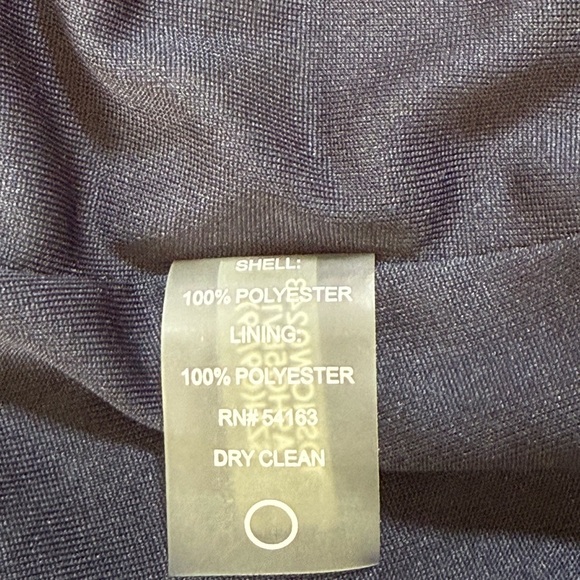 SHELL:
100% POLYESTER
LINING:
100% POLYESTER
RN# 54163
DRY CLEAN